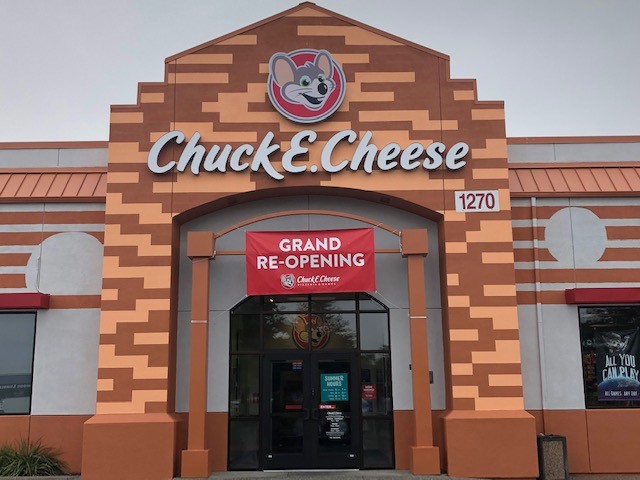 Chuck E. Cheese
1270
GRAND
RE-OPENING
Chuck E. Cheese
SUMMER
HOURS
ALL YOU
CAN PLAY